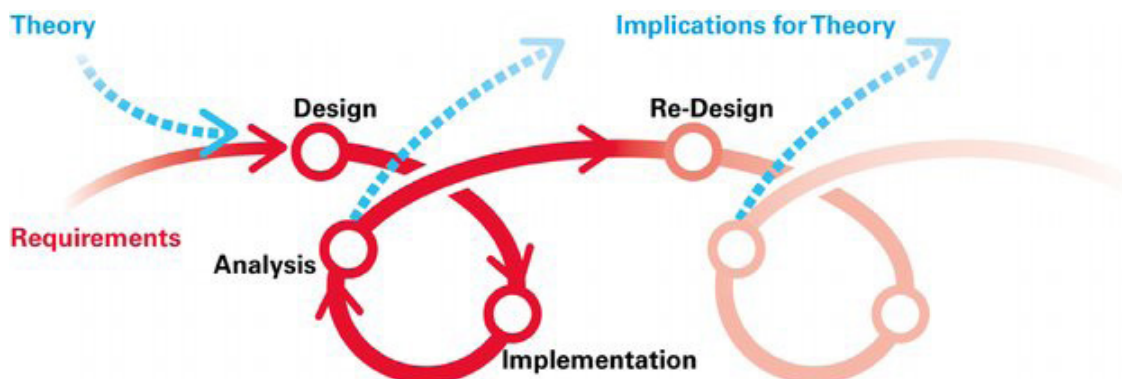 Theory
Implications for Theory
Design
Re-Design
Requirements
Analysis
Implementation